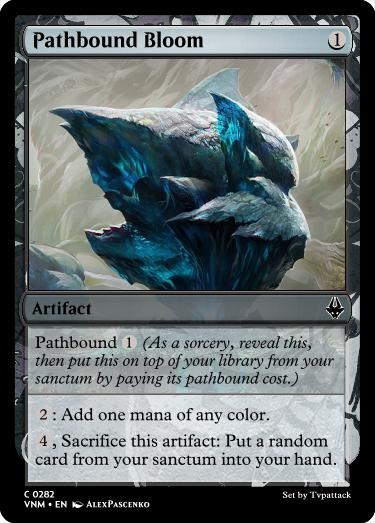 Pathbound Bloom 1
Artifact
Pathbound 1 (As a sorcery, reveal this,
then put this on top of your library from your
sanctum by paying its pathbound cost.)
2 : Add one mana of any color.
4 , Sacrifice this artifact: Put a random
card from your sanctum into your hand.
C 0282
VNM • EN AlexPascenko
Set by Tvpattack